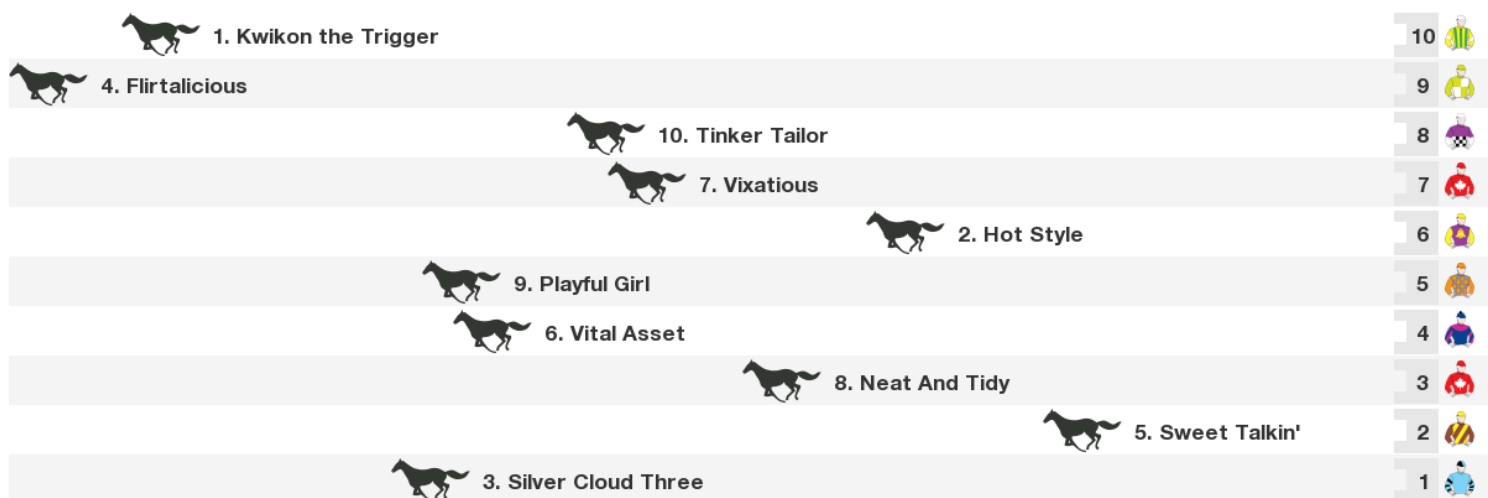 1. Kwikon the Trigger 10
4. Flirtalicious 9
10. Tinker Tailor 8
7. Vixatious 7
2. Hot Style 6
9. Playful Girl 5
6. Vital Asset 4
8. Neat And Tidy 3
5. Sweet Talkin' 2
3. Silver Cloud Three 1